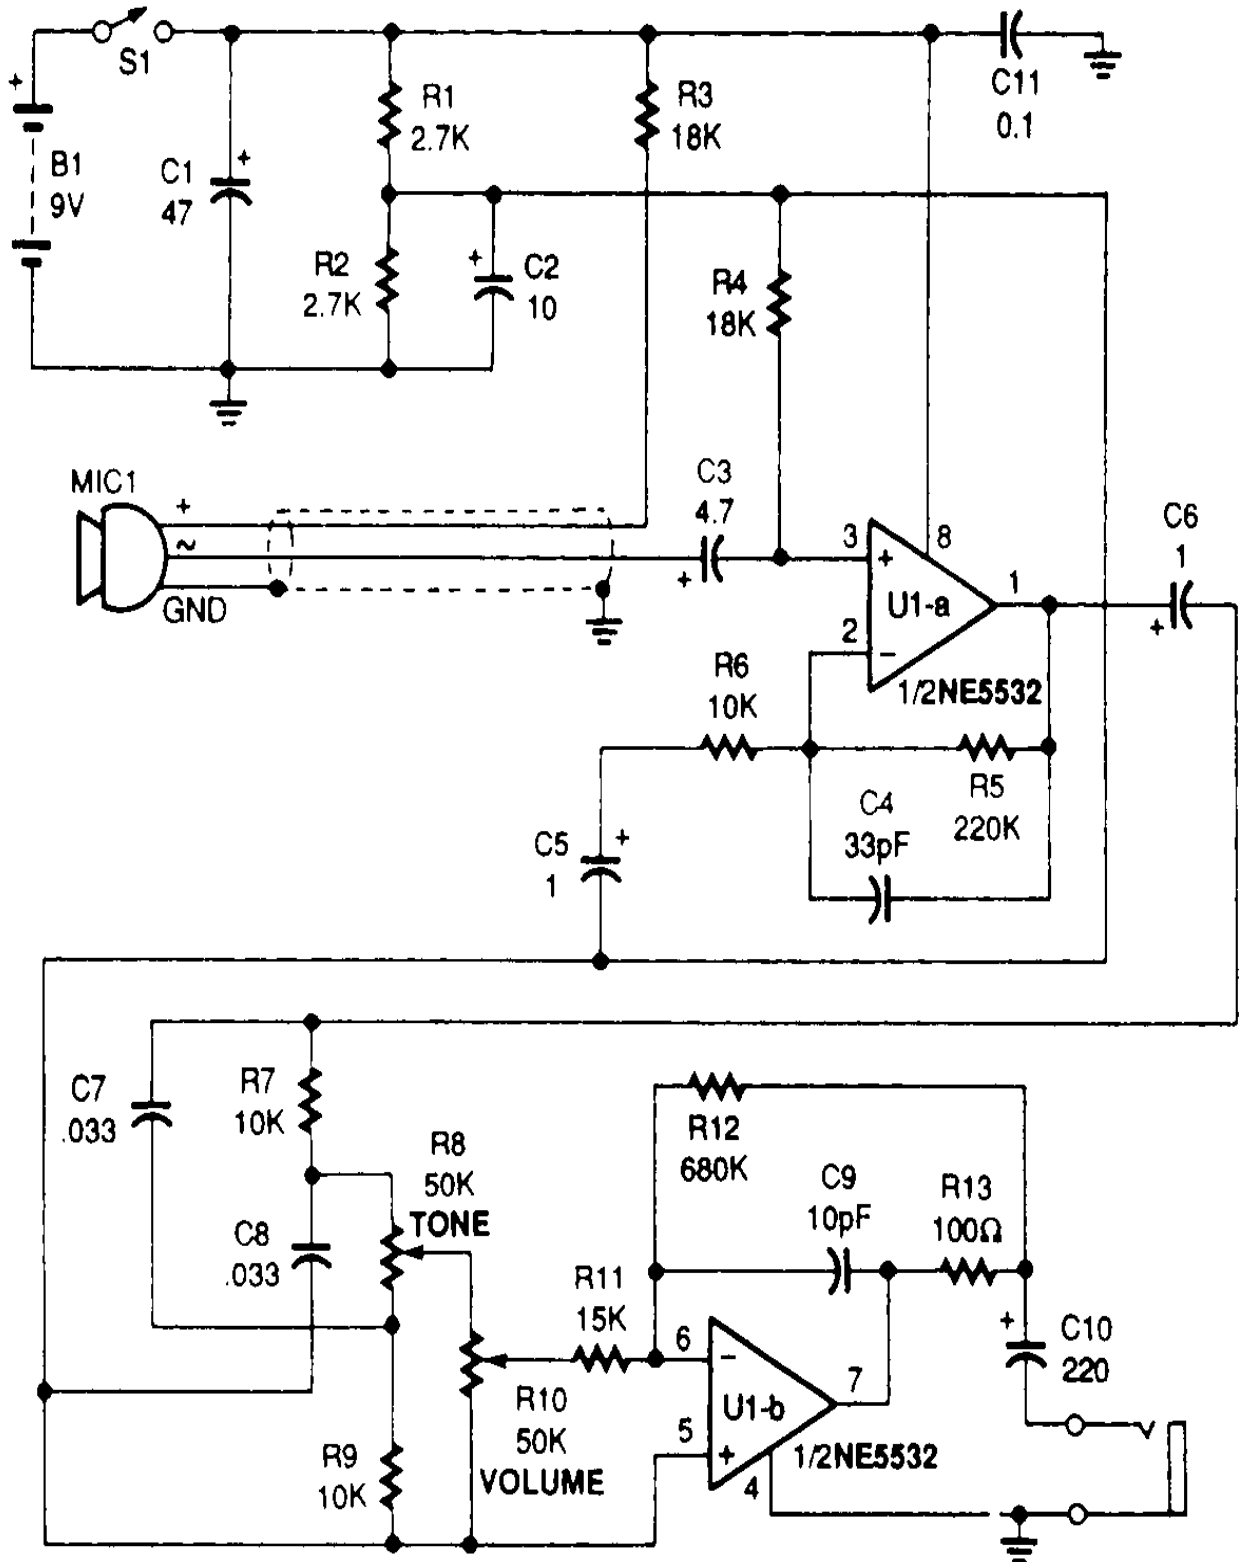 S1
+
B1
9V
C1
47
+
R1
2.7K
R2
2.7K
+
C2
10
R3
18K
R4
18K
C11
0.1
MIC1
+
~
GND
C3
4.7
+
3
+
8
U1-a
1
2
−
1/2NE5532
C6
1
+
R6
10K
R5
220K
C4
33pF
C5
1
+
C7
.033
R7
10K
R8
50K
TONE
C8
.033
R9
10K
R10
50K
VOLUME
R11
15K
R12
680K
C9
10pF
R13
100Ω
+
C10
220
6
−
U1-b
7
5
+
4
1/2NE5532